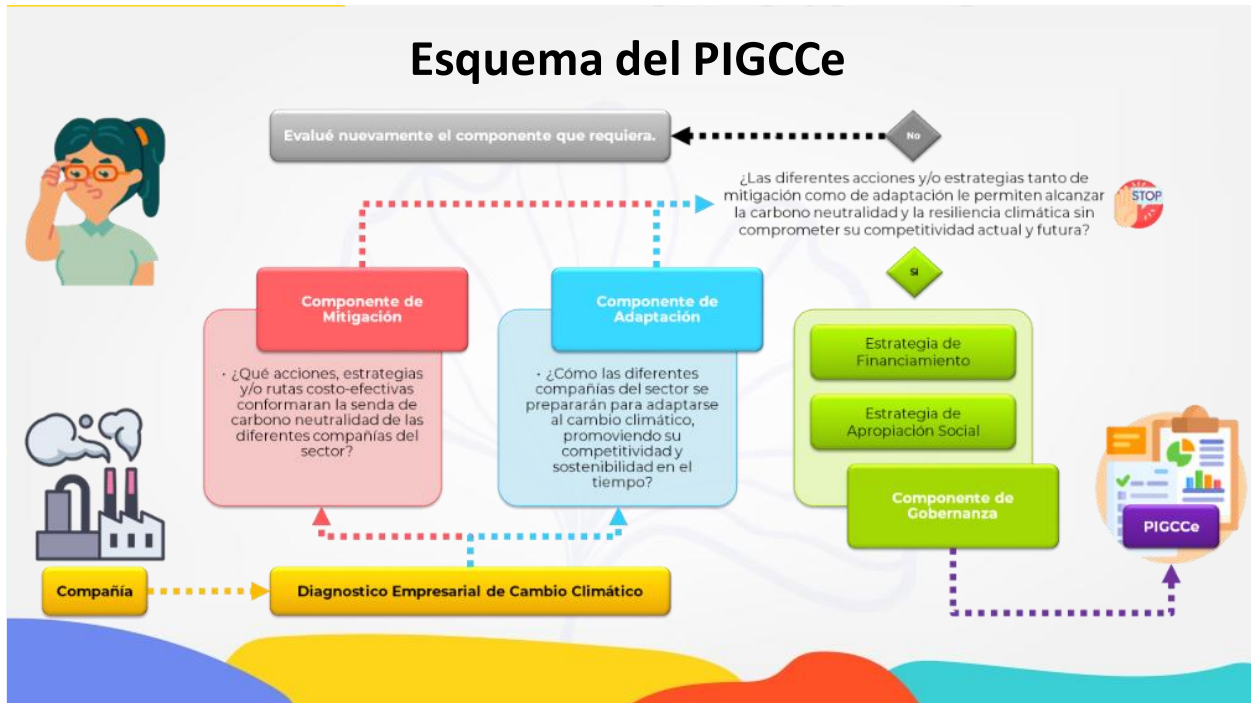 Esquema del PIGCCe
Evalué nuevamente el componente que requiera.
No
¿Las diferentes acciones y/o estrategias tanto de
mitigación como de adaptación le permiten alcanzar
la carbono neutralidad y la resiliencia climática sin
comprometer su competitividad actual y futura?
STOP
SI
Componente de
Mitigación
• ¿Qué acciones, estrategias
y/o rutas costo-efectivas
conformaran la senda de
carbono neutralidad de las
diferentes compañías del
sector?
Componente de
Adaptación
• ¿Cómo las diferentes
compañías del sector se
prepararán para adaptarse
al cambio climático,
promoviendo su
competitividad y
sostenibilidad en el
tiempo?
Estrategia de
Financiamiento
Estrategia de
Apropiación Social
Componente de
Gobernanza
PIGCCe
Compañía
Diagnostico Empresarial de Cambio Climático